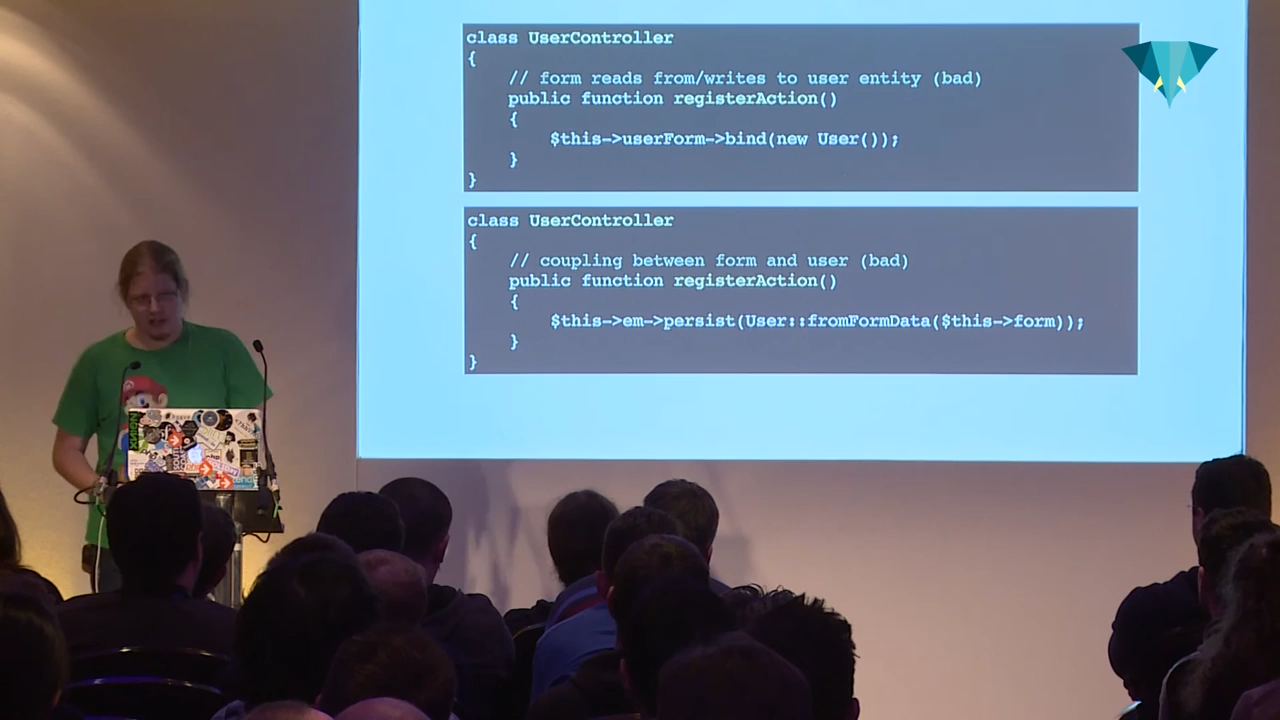 class UserController
{
// form reads from/writes to user entity (bad)
public function registerAction()
{
$this->userForm->bind(new User());
}
}
class UserController
{
// coupling between form and user (bad)
public function registerAction()
{
$this->em->persist(User::fromFormData($this->form));
}
}